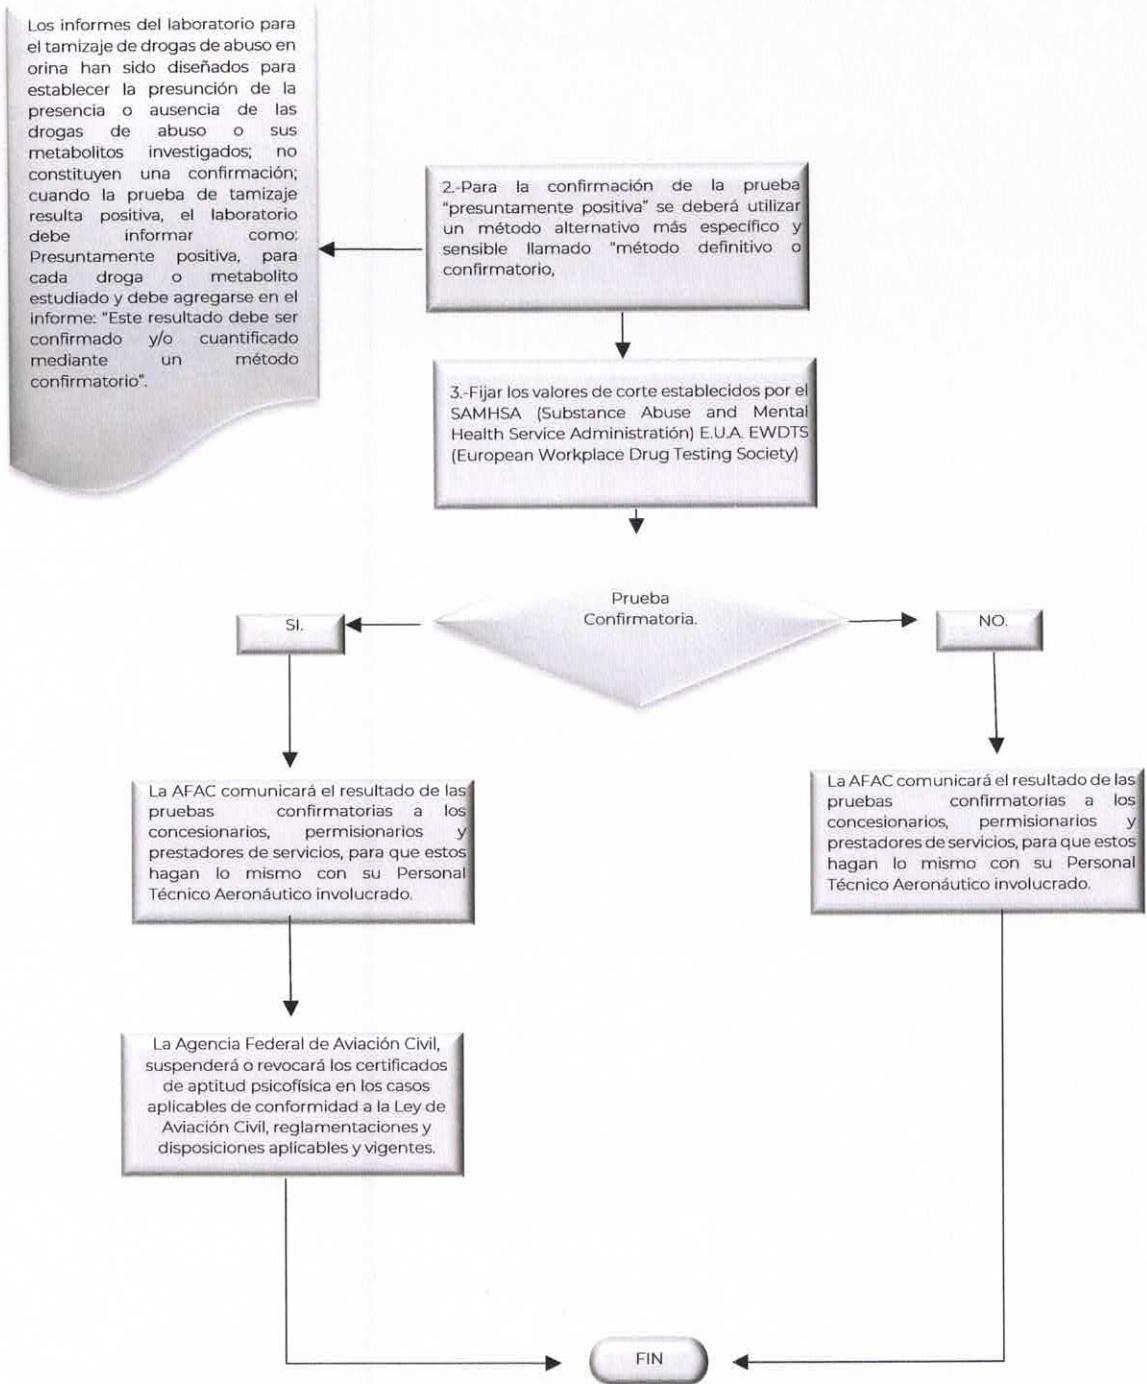 Los informes del laboratorio para
el tamizaje de drogas de abuso en
orina han sido diseñados para
establecer la presunción de la
presencia o ausencia de las
drogas de abuso o sus
metabolitos investigados; no
constituyen una confirmación;
cuando la prueba de tamizaje
resulta positiva, el laboratorio
debe informar como:
Presuntamente positiva, para
cada droga o metabolito
estudiado y debe agregarse en el
informe: "Este resultado debe ser
confirmado y/o cuantificado
mediante un método
confirmatorio".
2.-Para la confirmación de la prueba
"presuntamente positiva" se deberá utilizar
un método alternativo más específico y
sensible llamado "método definitivo o
confirmatorio,
3.-Fijar los valores de corte establecidos por el
SAMHSA (Substance Abuse and Mental
Health Service Administratión) E.U.A. EWDTS
(European Workplace Drug Testing Society)
Prueba
Confirmatoria.
SI.
NO.
La AFAC comunicará el resultado de las
pruebas confirmatorias a los
concesionarios, permisionarios y
prestadores de servicios, para que estos
hagan lo mismo con su Personal
Técnico Aeronáutico involucrado.
La AFAC comunicará el resultado de las
pruebas confirmatorias a los
concesionarios, permisionarios y
prestadores de servicios, para que estos
hagan lo mismo con su Personal
Técnico Aeronáutico involucrado.
La Agencia Federal de Aviación Civil,
suspenderá o revocará los certificados
de aptitud psicofísica en los casos
aplicables de conformidad a la Ley de
Aviación Civil, reglamentaciones y
disposiciones aplicables y vigentes.
FIN